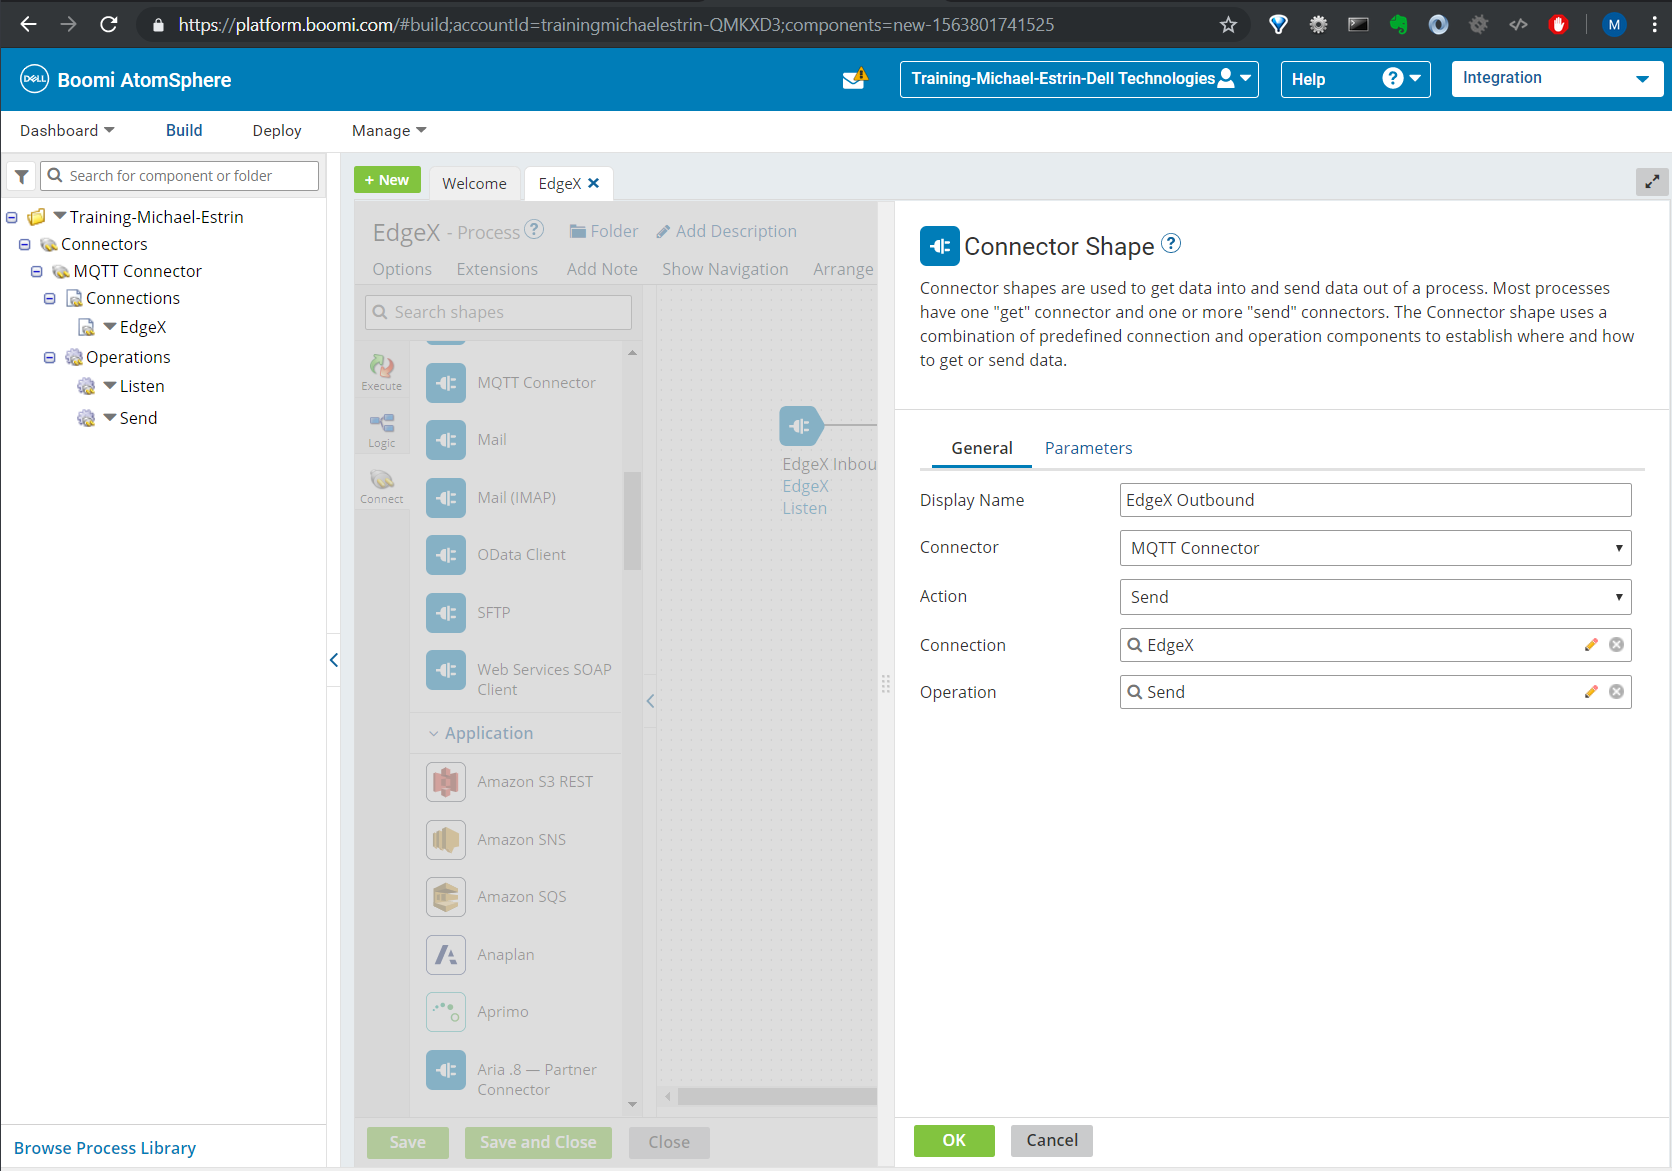 https://platform.boomi.com/#build;accountId=trainingmichaelestrin-QMKXD3;components=new-1563801741525
M
DELL
Boomi AtomSphere
Training-Michael-Estrin-Dell Technologies
Help
?
Integration
Dashboard
Build
Deploy
Manage
Search for component or folder
Training-Michael-Estrin
Connectors
MQTT Connector
Connections
EdgeX
Operations
Listen
Send
Browse Process Library
+ New
Welcome
EdgeX
EdgeX - Process ?
Folder
Add Description
Options
Extensions
Add Note
Show Navigation
Arrange
Search shapes
Execute
Logic
Connect
MQTT Connector
Mail
Mail (IMAP)
OData Client
SFTP
Web Services SOAP
Client
Application
Amazon S3 REST
Amazon SNS
Amazon SQS
Anaplan
Aprimo
Aria .8 — Partner
Connector
EdgeX Inbou
EdgeX
Listen
Save
Save and Close
Close
Connector Shape ?
Connector shapes are used to get data into and send data out of a process. Most processes
have one "get" connector and one or more "send" connectors. The Connector shape uses a
combination of predefined connection and operation components to establish where and how
to get or send data.
General
Parameters
Display Name
EdgeX Outbound
Connector
MQTT Connector
Action
Send
Connection
EdgeX
Operation
Send
OK
Cancel